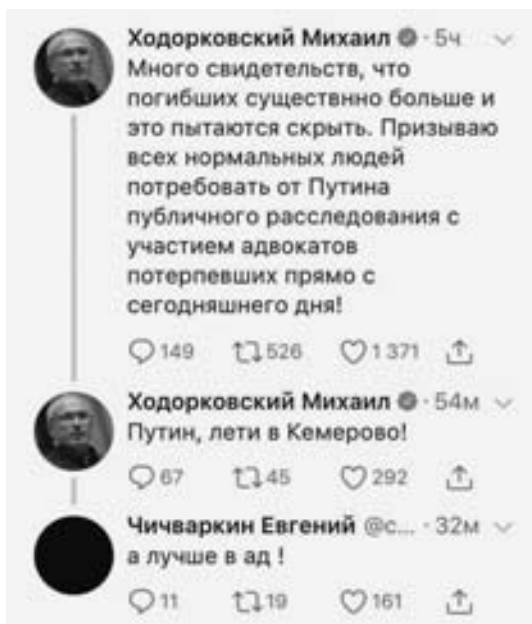 Ходорковский Михаил · 5ч
Много свидетельств, что
погибших существнно больше и
это пытаются скрыть. Призываю
всех нормальных людей
потребовать от Путина
публичного расследования с
участием адвокатов
потерпевших прямо с
сегодняшнего дня!
149 526 1 371
Ходорковский Михаил · 54м
Путин, лети в Кемерово!
67 45 292
Чичваркин Евгений @с... · 32м
а лучше в ад !
11 19 161